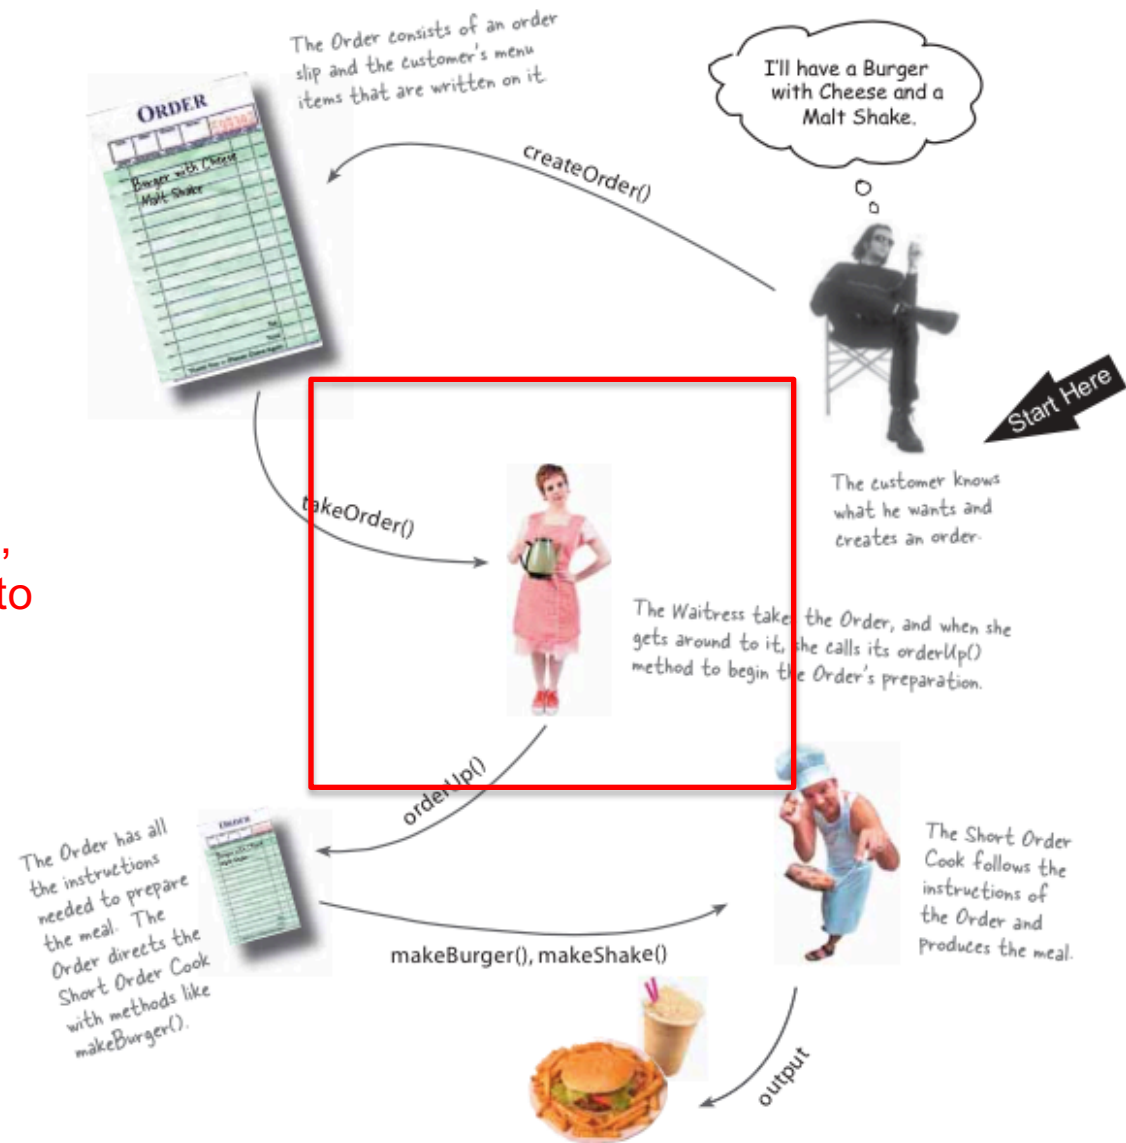 The Order consists of an order
slip and the customer's menu
items that are written on it
I'll have a Burger
with Cheese and a
Malt Shake.
ORDER
Burger with Cheese
Malt Shake
createOrder()
Start Here
The customer knows
what he wants and
creates an order.
takeOrder()
,
to
The Waitress takes the Order, and when she
gets around to it, she calls its orderUp()
method to begin the Order's preparation.
orderUp()
The Order has all
the instructions
needed to prepare
the meal. The
Order directs the
Short Order Cook
with methods like
makeBurger().
ORDER
makeBurger(), makeShake()
The Short Order
Cook follows the
instructions of
the Order and
produces the meal.
output